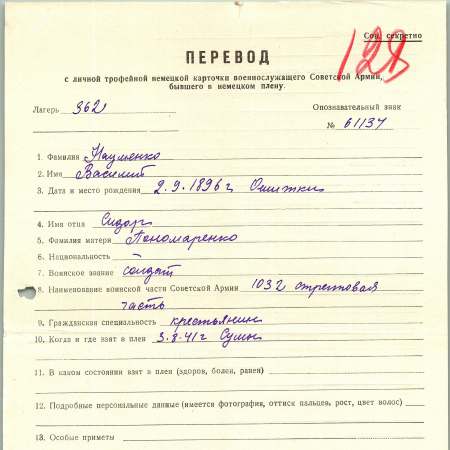 Сов. секретно
128
ПЕРЕВОД
с личной трофейной немецкой карточки военнослужащего Советской Армии,
бывшего в немецком плену.
Лагерь 362
Опознавательный знак
№ 61137
1. Фамилия Науменко
2. Имя Василий
3. Дата и место рождения 2.9.1896 г
4. Имя отца Сидор
5. Фамилия матери Пономаренко
6. Национальность
7. Воинское звание солдат
8. Наименование воинской части Советской Армии 1032 стрелковая
часть
9. Гражданская специальность крестьянин
10. Когда и где взят в плен 3.8.41 г
11. В каком состоянии взят в плен (здоров, болен, ранен)
12. Подробные персональные данные (имеется фотография, оттиск пальцев, рост, цвет волос)
13. Особые приметы